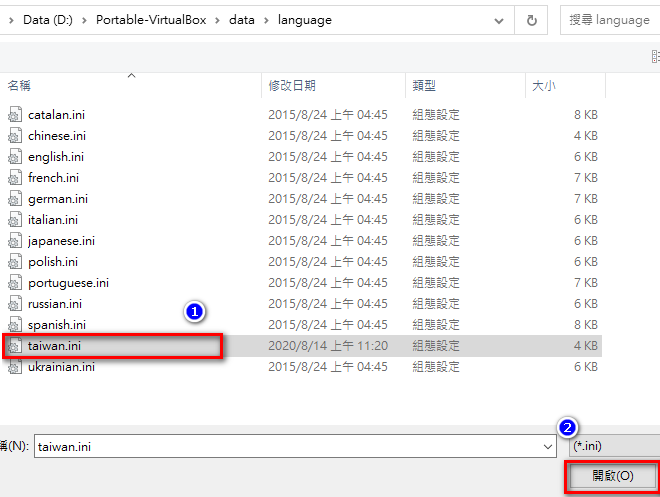 Data (D:) > Portable-VirtualBox > data > language
搜尋 language
名稱 修改日期 類型 大小
catalan.ini 2015/8/24 上午 04:45 組態設定 8 KB
chinese.ini 2015/8/24 上午 04:45 組態設定 4 KB
english.ini 2015/8/24 上午 04:45 組態設定 6 KB
french.ini 2015/8/24 上午 04:45 組態設定 6 KB
german.ini 2015/8/24 上午 04:45 組態設定 6 KB
italian.ini 2015/8/24 上午 04:45 組態設定 6 KB
japanese.ini 2015/8/24 上午 04:45 組態設定 6 KB
polish.ini 2015/8/24 上午 04:45 組態設定 6 KB
portuguese.ini 2015/8/24 上午 04:45 組態設定 7 KB
russian.ini 2015/8/24 上午 04:45 組態設定 6 KB
1
spanish.ini 2015/8/24 上午 04:45 組態設定 8 KB
taiwan.ini 2020/8/14 上午 11:20 組態設定 4 KB
ukrainian.ini 2015/8/24 上午 04:45 組態設定 6 KB
2
稱(N): taiwan.ini (*.ini)
開啟(O)